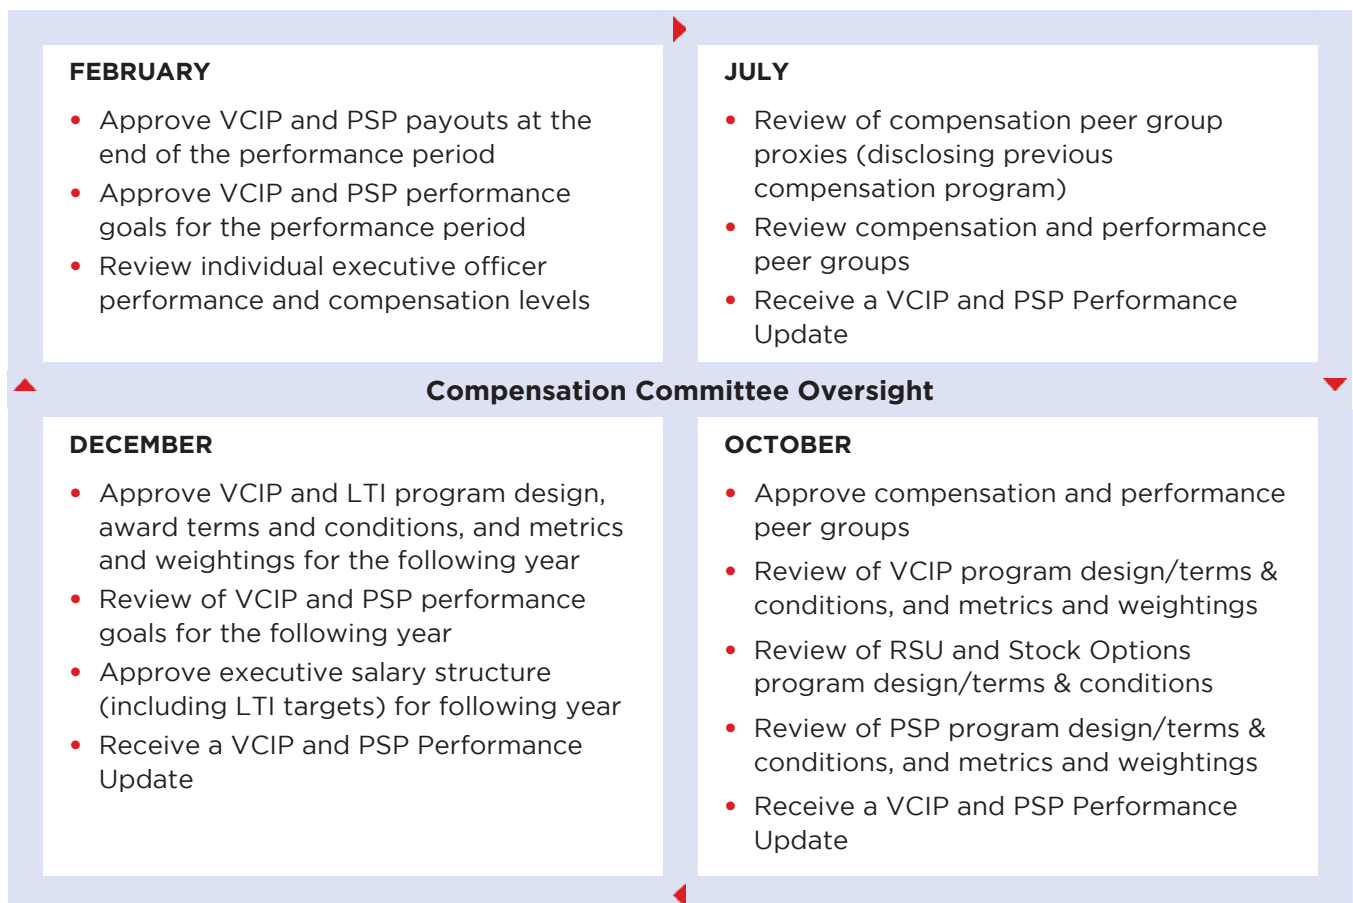 FEBRUARY
• Approve VCIP and PSP payouts at the
end of the performance period
• Approve VCIP and PSP performance
goals for the performance period
• Review individual executive officer
performance and compensation levels
JULY
• Review of compensation peer group
proxies (disclosing previous
compensation program)
• Review compensation and performance
peer groups
• Receive a VCIP and PSP Performance
Update
Compensation Committee Oversight
DECEMBER
• Approve VCIP and LTI program design,
award terms and conditions, and metrics
and weightings for the following year
• Review of VCIP and PSP performance
goals for the following year
• Approve executive salary structure
(including LTI targets) for following year
• Receive a VCIP and PSP Performance
Update
OCTOBER
• Approve compensation and performance
peer groups
• Review of VCIP program design/terms &
conditions, and metrics and weightings
• Review of RSU and Stock Options
program design/terms & conditions
• Review of PSP program design/terms &
conditions, and metrics and weightings
• Receive a VCIP and PSP Performance
Update